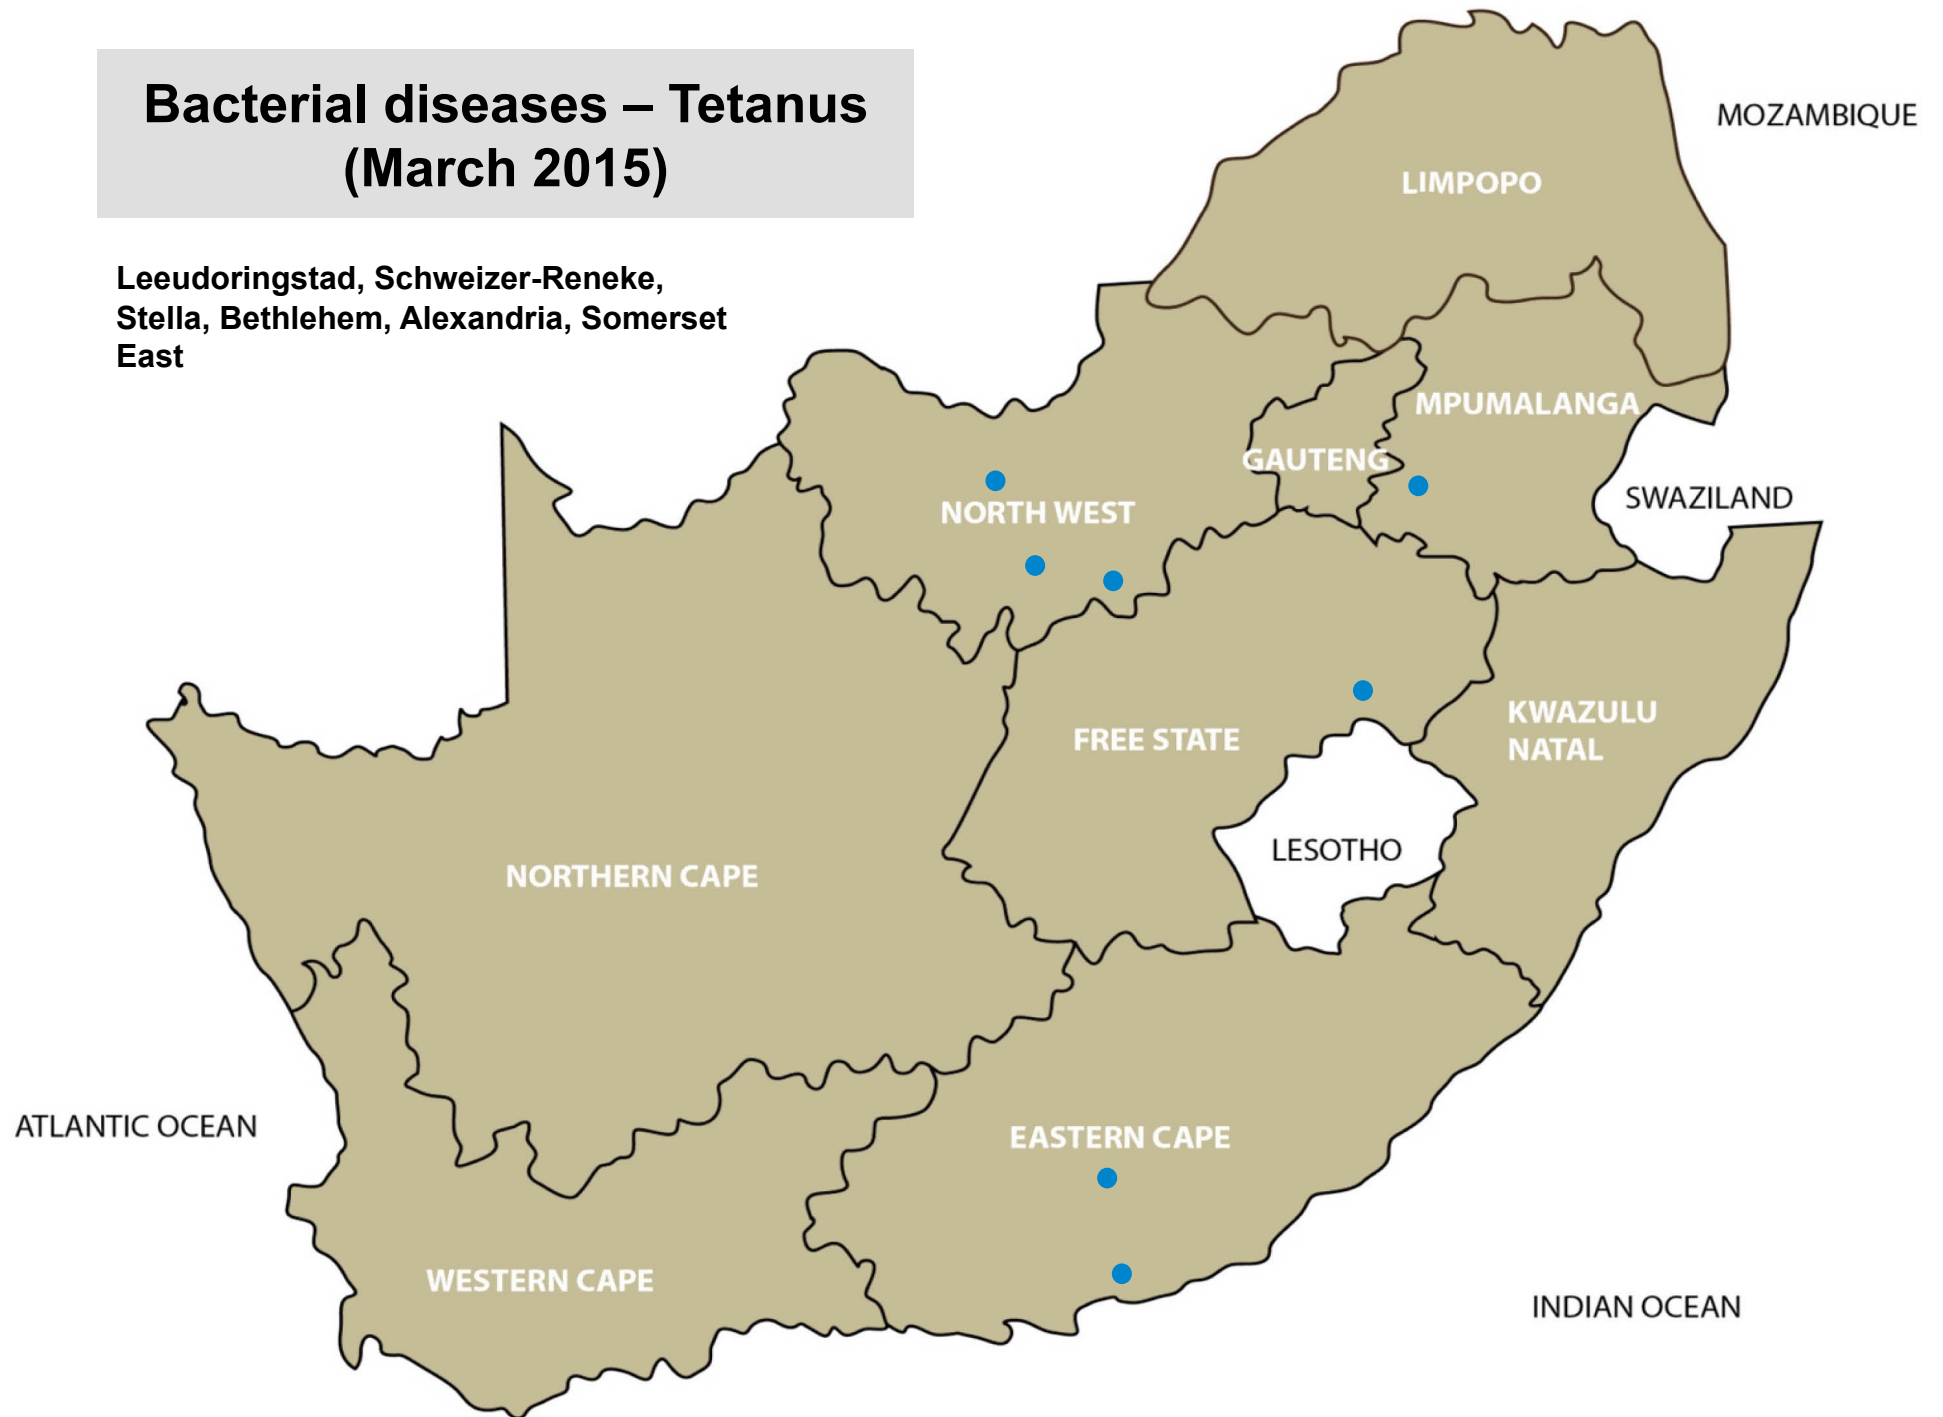 Bacterial diseases – Tetanus
(March 2015)
Leeudoringstad, Schweizer-Reneke,
Stella, Bethlehem, Alexandria, Somerset
East
MOZAMBIQUE
LIMPOPO
MPUMALANGA
GAUTENG
SWAZILAND
NORTH WEST
KWAZULU
NATAL
FREE STATE
LESOTHO
NORTHERN CAPE
ATLANTIC OCEAN
EASTERN CAPE
WESTERN CAPE
INDIAN OCEAN